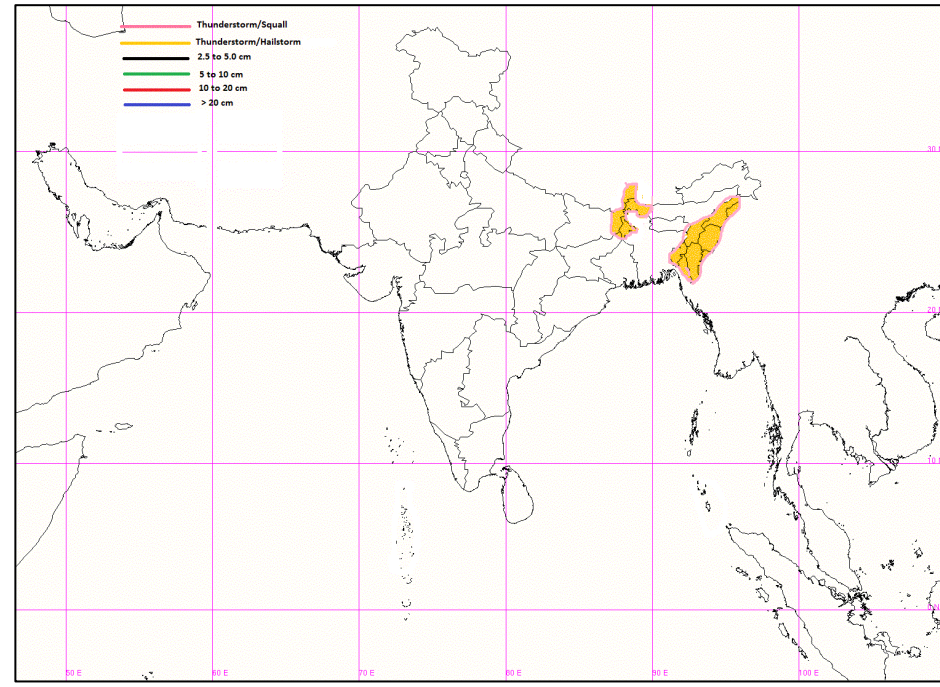 Thunderstorm/Squall
Thunderstorm/Hailstorm
2.5 to 5.0 cm
5 to 10 cm
10 to 20 cm
> 20 cm
30 N
20 N
10 N
50 E
60 E
70 E
80 E
90 E
100 E